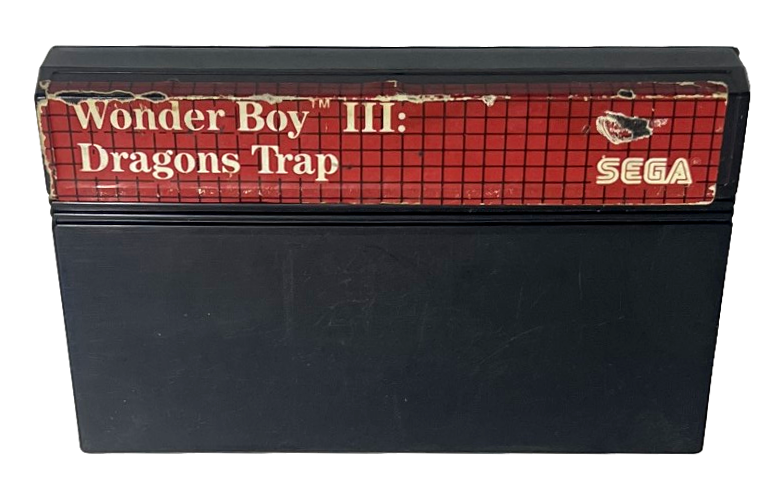 Wonder Boy™ III:
Dragons Trap
SEGA